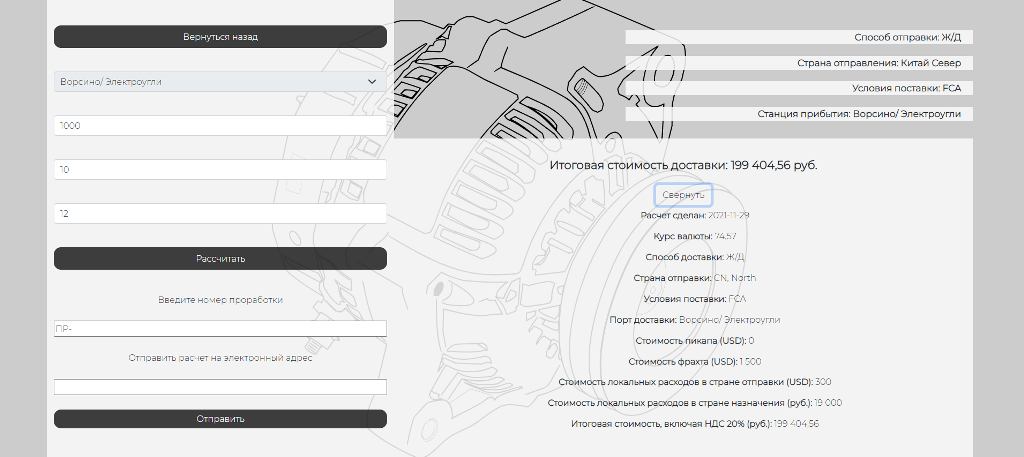 Вернуться назад
Ворсино/ Электроугли
1000
10
12
Рассчитать
Введите номер проработки
ПР-
Отправить расчет на электронный адрес
Отправить
Способ отправки: Ж/Д
Страна отправления: Китай Север
Условия поставки: FCA
Станция прибытия: Ворсино/ Электроугли
Итоговая стоимость доставки: 199 404,56 руб.
Свернуть
Расчет сделан: 2021-11-29
Курс валюты: 74.57
Способ доставки: Ж/Д
Страна отправки: CN, North
Условия поставки: FCA
Порт доставки: Ворсино/ Электроугли
Стоимость пикапа (USD): 0
Стоимость фрахта (USD): 1 500
Стоимость локальных расходов в стране отправки (USD): 300
Стоимость локальных расходов в стране назначения (руб.): 19 000
Итоговая стоимость, включая НДС 20% (руб.): 199 404,56